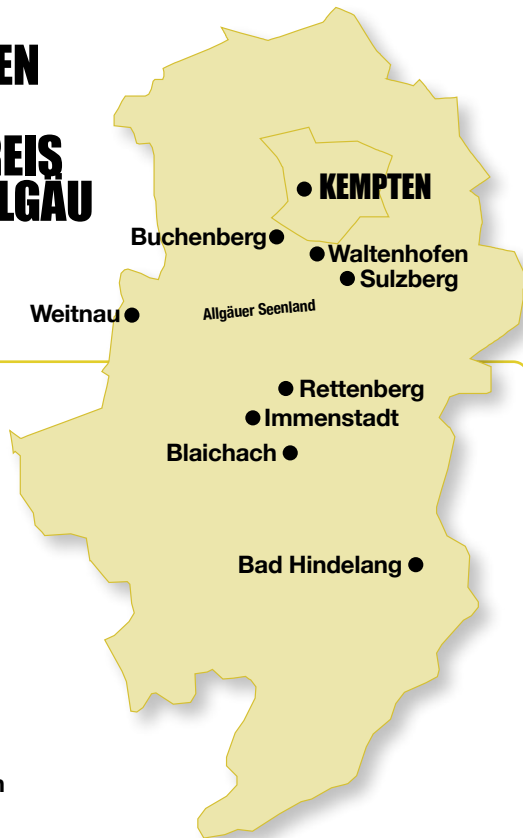 EN
REIS
LGÄU
KEMPTEN
Buchenberg
Waltenhofen
Sulzberg
Allgäuer Seenland
Weitnau
Rettenberg
Immenstadt
Blaichach
Bad Hindelang
n